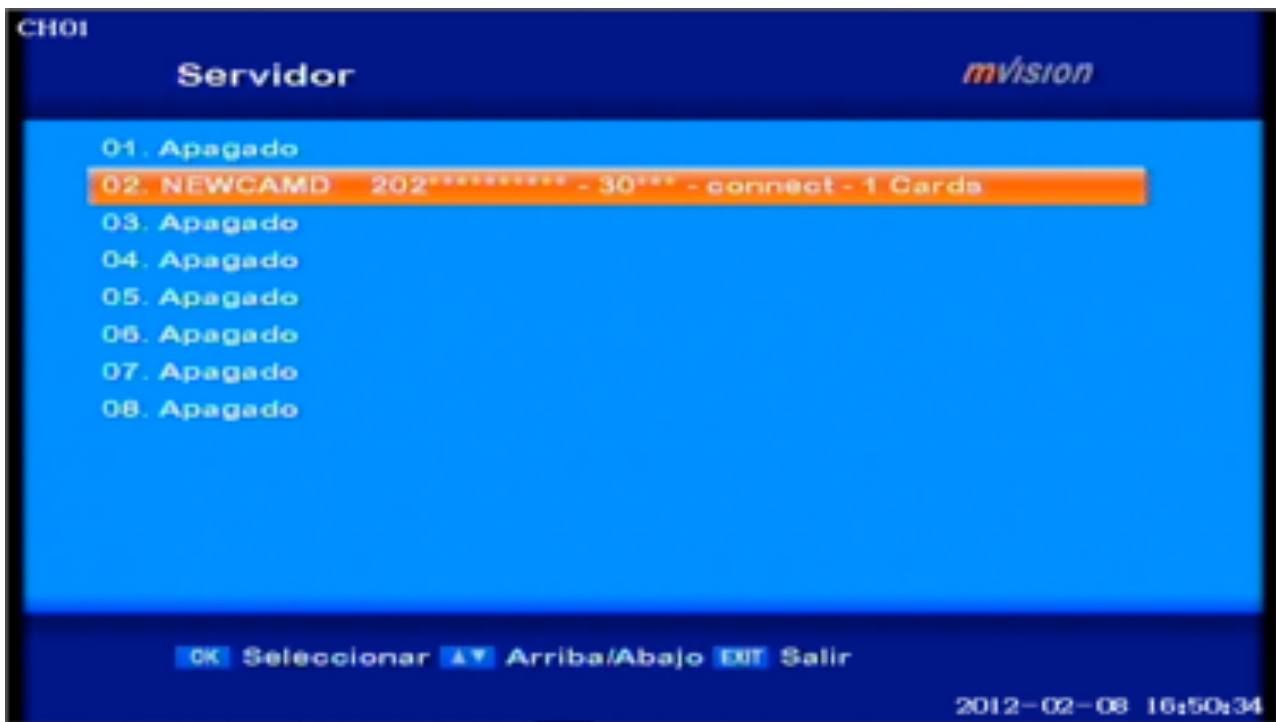 CH01
Servidor
mvision
01. Apagado
02. NEWCAMD 202********** - 30*** - connect - 1 Cards
03. Apagado
04. Apagado
05. Apagado
06. Apagado
07. Apagado
08. Apagado
OK Seleccionar ▲▼ Arriba/Abajo EXIT Salir
2012-02-08 16:50:34